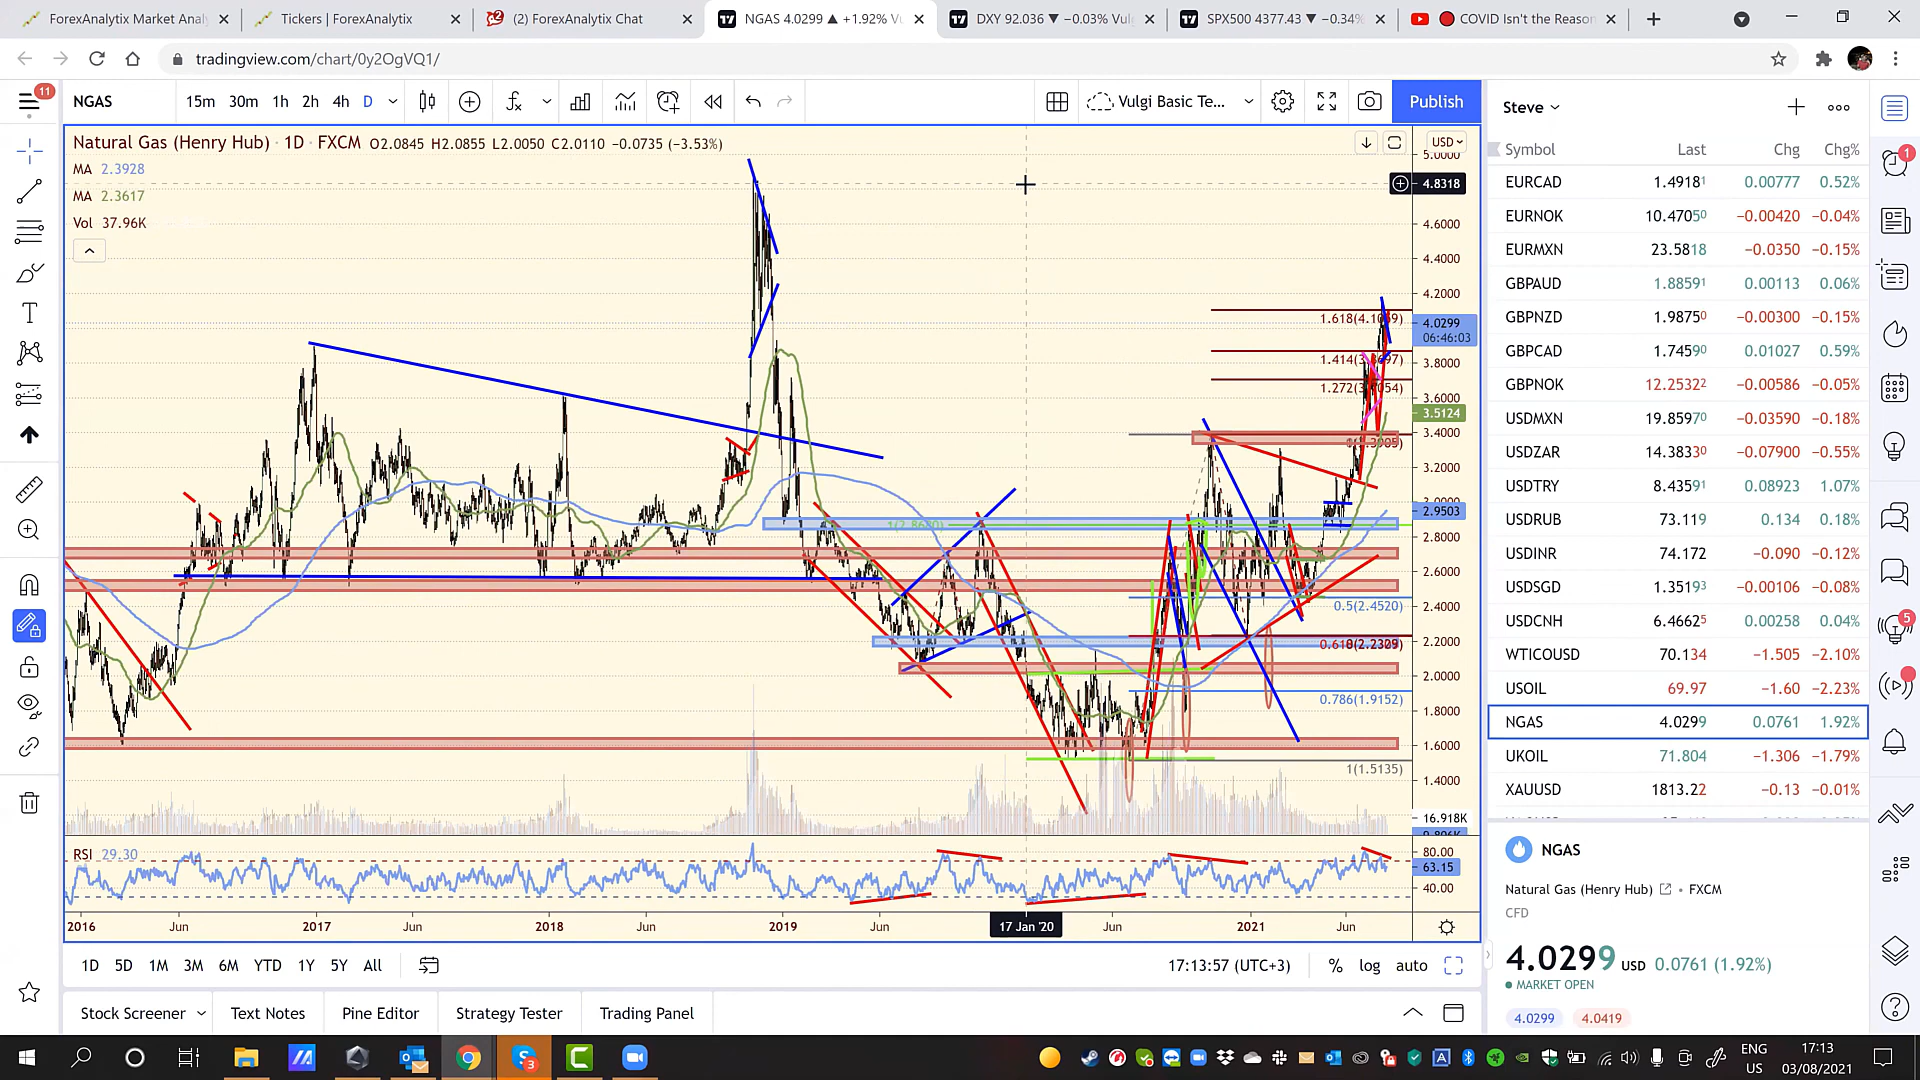 ForexAnalytix Market Analy
Tickers | ForexAnalytix
(2) ForexAnalytix Chat
NGAS 4.0299 ▲ +1.92% Vu
DXY 92.036 ▼ −0.03% Vulg
SPX500 4377.43 ▼ −0.34%
COVID Isn't the Reason
tradingview.com/chart/0y2OgVQ1/
11
NGAS
15m 30m 1h 2h 4h D
Vulgi Basic Te...
Publish
Natural Gas (Henry Hub) · 1D · FXCM O2.0845 H2.0855 L2.0050 C2.0110 −0.0735 (−3.53%)
MA 2.3928
MA 2.3617
Vol 37.96K
USD
5.0000
4.8318
4.6000
4.4000
4.2000
4.0299
06:46:03
3.8000
3.6000
3.5124
3.4000
3.2000
2.9503
2.8000
2.6000
2.4000
2.2000
2.0000
1.8000
1.6000
1.4000
16.918K
1.618(4.1069)
0.5(2.4520)
0.786(1.9152)
1(1.5135)
RSI 29.30
80.00
63.15
40.00
2016 Jun 2017 Jun 2018 Jun 2019 Jun 17 Jan '20 Jun 2021 Jun
1D 5D 1M 3M 6M YTD 1Y 5Y All
17:13:57 (UTC+3) % log auto
Stock Screener Text Notes Pine Editor Strategy Tester Trading Panel
Steve
Symbol Last Chg Chg%
EURCAD 1.49181 0.00777 0.52%
EURNOK 10.47050 −0.00420 −0.04%
EURMXN 23.5818 −0.0350 −0.15%
GBPAUD 1.88591 0.00113 0.06%
GBPNZD 1.98750 −0.00300 −0.15%
GBPCAD 1.74590 0.01027 0.59%
GBPNOK 12.25322 −0.00586 −0.05%
USDMXN 19.85970 −0.03590 −0.18%
USDZAR 14.38330 −0.07900 −0.55%
USDTRY 8.43591 0.08923 1.07%
USDRUB 73.119 0.134 0.18%
USDINR 74.172 −0.090 −0.12%
USDSGD 1.35193 −0.00106 −0.08%
USDCNH 6.46625 0.00258 0.04%
WTICOUSD 70.134 −1.505 −2.10%
USOIL 69.97 −1.60 −2.23%
NGAS 4.0299 0.0761 1.92%
UKOIL 71.804 −1.306 −1.79%
XAUUSD 1813.22 −0.13 −0.01%
NGAS
Natural Gas (Henry Hub) • FXCM
CFD
4.0299 USD 0.0761 (1.92%)
MARKET OPEN
4.0299 4.0419
1
5
3
ENG
US
17:13
03/08/2021